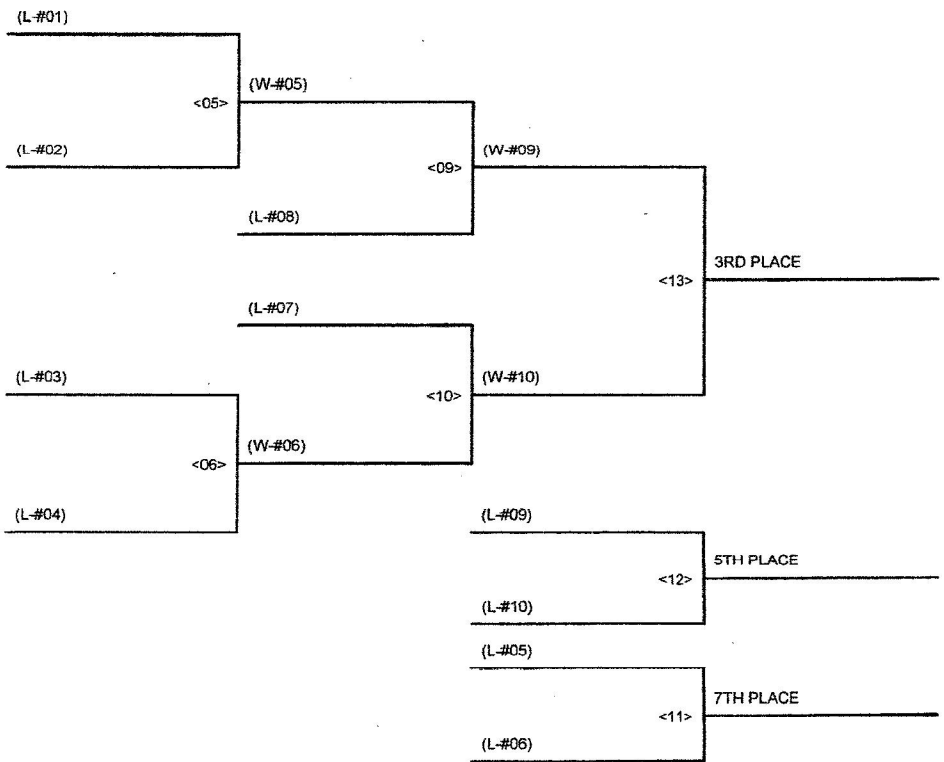 (L-#01)
(W-#05)
<05>
(L-#02)
(W-#09)
<09>
(L-#08)
3RD PLACE
<13>
(L-#07)
(L-#03)
(W-#10)
<10>
(W-#06)
<06>
(L-#04)
(L-#09)
5TH PLACE
<12>
(L-#10)
(L-#05)
7TH PLACE
<11>
(L-#06)